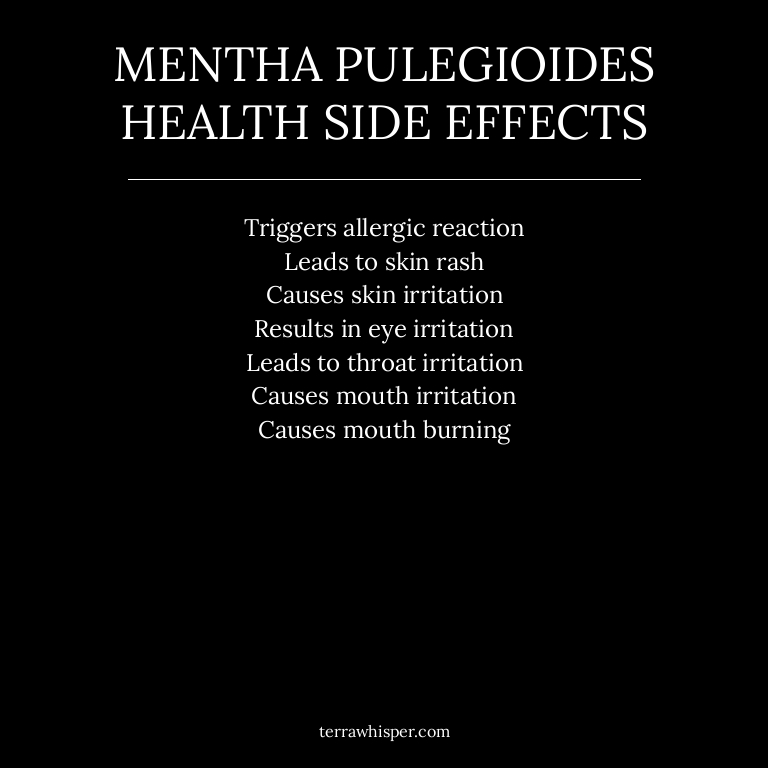 MENTHA PULEGIOIDES
HEALTH SIDE EFFECTS
Triggers allergic reaction
Leads to skin rash
Causes skin irritation
Results in eye irritation
Leads to throat irritation
Causes mouth irritation
Causes mouth burning
terrawhisper.com